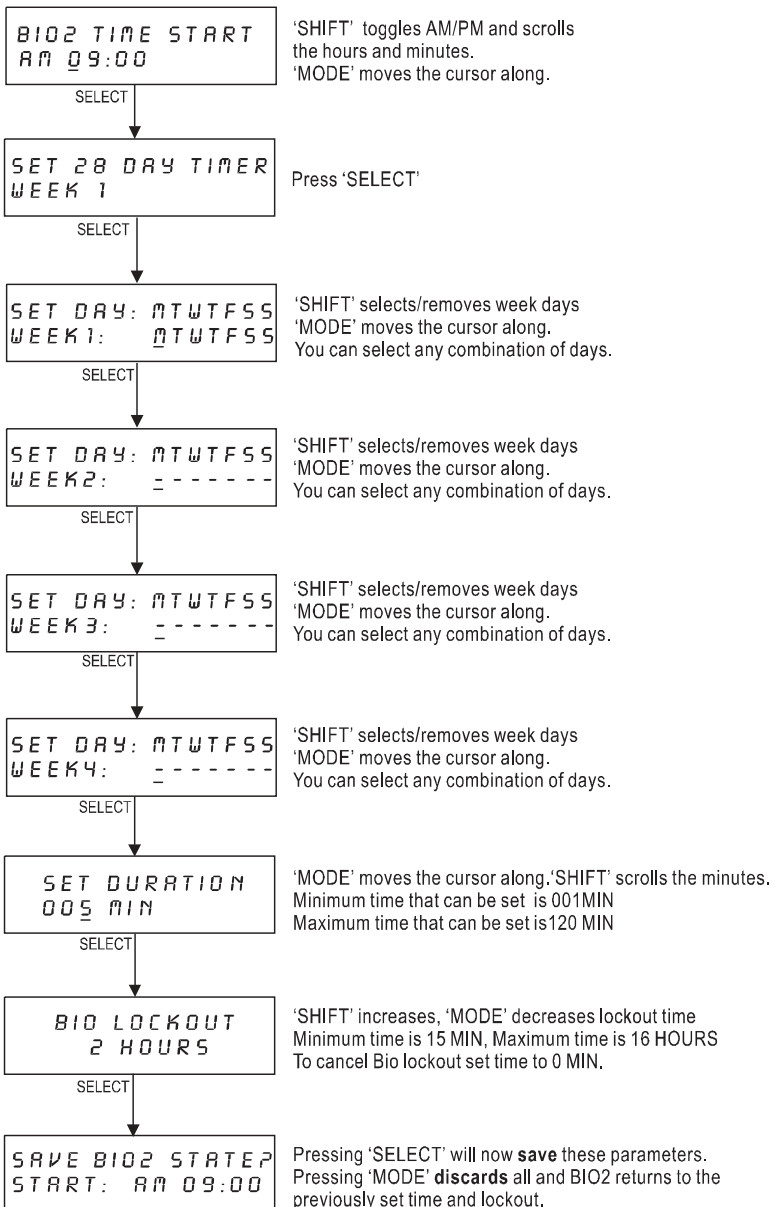 BIO2 TIME START
AM 09:00
'SHIFT' toggles AM/PM and scrolls
the hours and minutes.
'MODE' moves the cursor along.
SELECT
SET 28 DAY TIMER
WEEK 1
Press 'SELECT'
SELECT
SET DAY: MTWTFSS
WEEK1: MTWTFSS
'SHIFT' selects/removes week days
'MODE' moves the cursor along.
You can select any combination of days.
SELECT
SET DAY: MTWTFSS
WEEK2: - - - - - - -
'SHIFT' selects/removes week days
'MODE' moves the cursor along.
You can select any combination of days.
SELECT
SET DAY: MTWTFSS
WEEK3: - - - - - - -
'SHIFT' selects/removes week days
'MODE' moves the cursor along.
You can select any combination of days.
SELECT
SET DAY: MTWTFSS
WEEK4: - - - - - - -
'SHIFT' selects/removes week days
'MODE' moves the cursor along.
You can select any combination of days.
SELECT
SET DURATION
005 MIN
'MODE' moves the cursor along.'SHIFT' scrolls the minutes.
Minimum time that can be set is 001MIN
Maximum time that can be set is120 MIN
SELECT
BIO LOCKOUT
2 HOURS
'SHIFT' increases, 'MODE' decreases lockout time
Minimum time is 15 MIN, Maximum time is 16 HOURS
To cancel Bio lockout set time to 0 MIN.
SELECT
SAVE BIO2 STATE?
START: AM 09:00
Pressing 'SELECT' will now save these parameters.
Pressing 'MODE' discards all and BIO2 returns to the
previously set time and lockout.